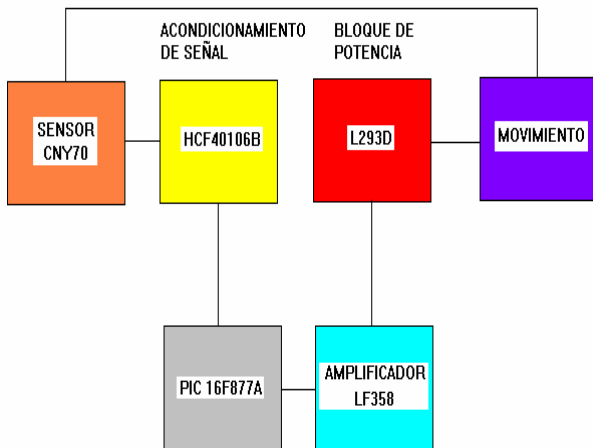 ACONDICIONAMIENTO
DE SEÑAL
BLOQUE DE
POTENCIA
SENSOR
CNY70
HCF40106B
L293D
MOVIMIENTO
PIC 16F877A
AMPLIFICADOR
LF358